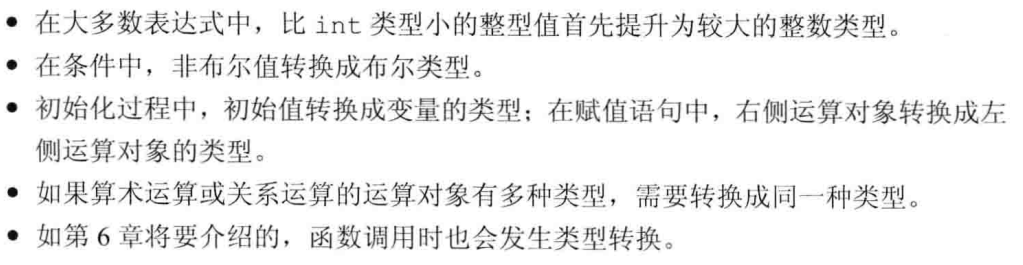 ● 在大多数表达式中，比 int 类型小的整型值首先提升为较大的整数类型。
● 在条件中，非布尔值转换成布尔类型。
● 初始化过程中，初始值转换成变量的类型；在赋值语句中，右侧运算对象转换成左
侧运算对象的类型。
● 如果算术运算或关系运算的运算对象有多种类型，需要转换成同一种类型。
● 如第 6 章将要介绍的，函数调用时也会发生类型转换。